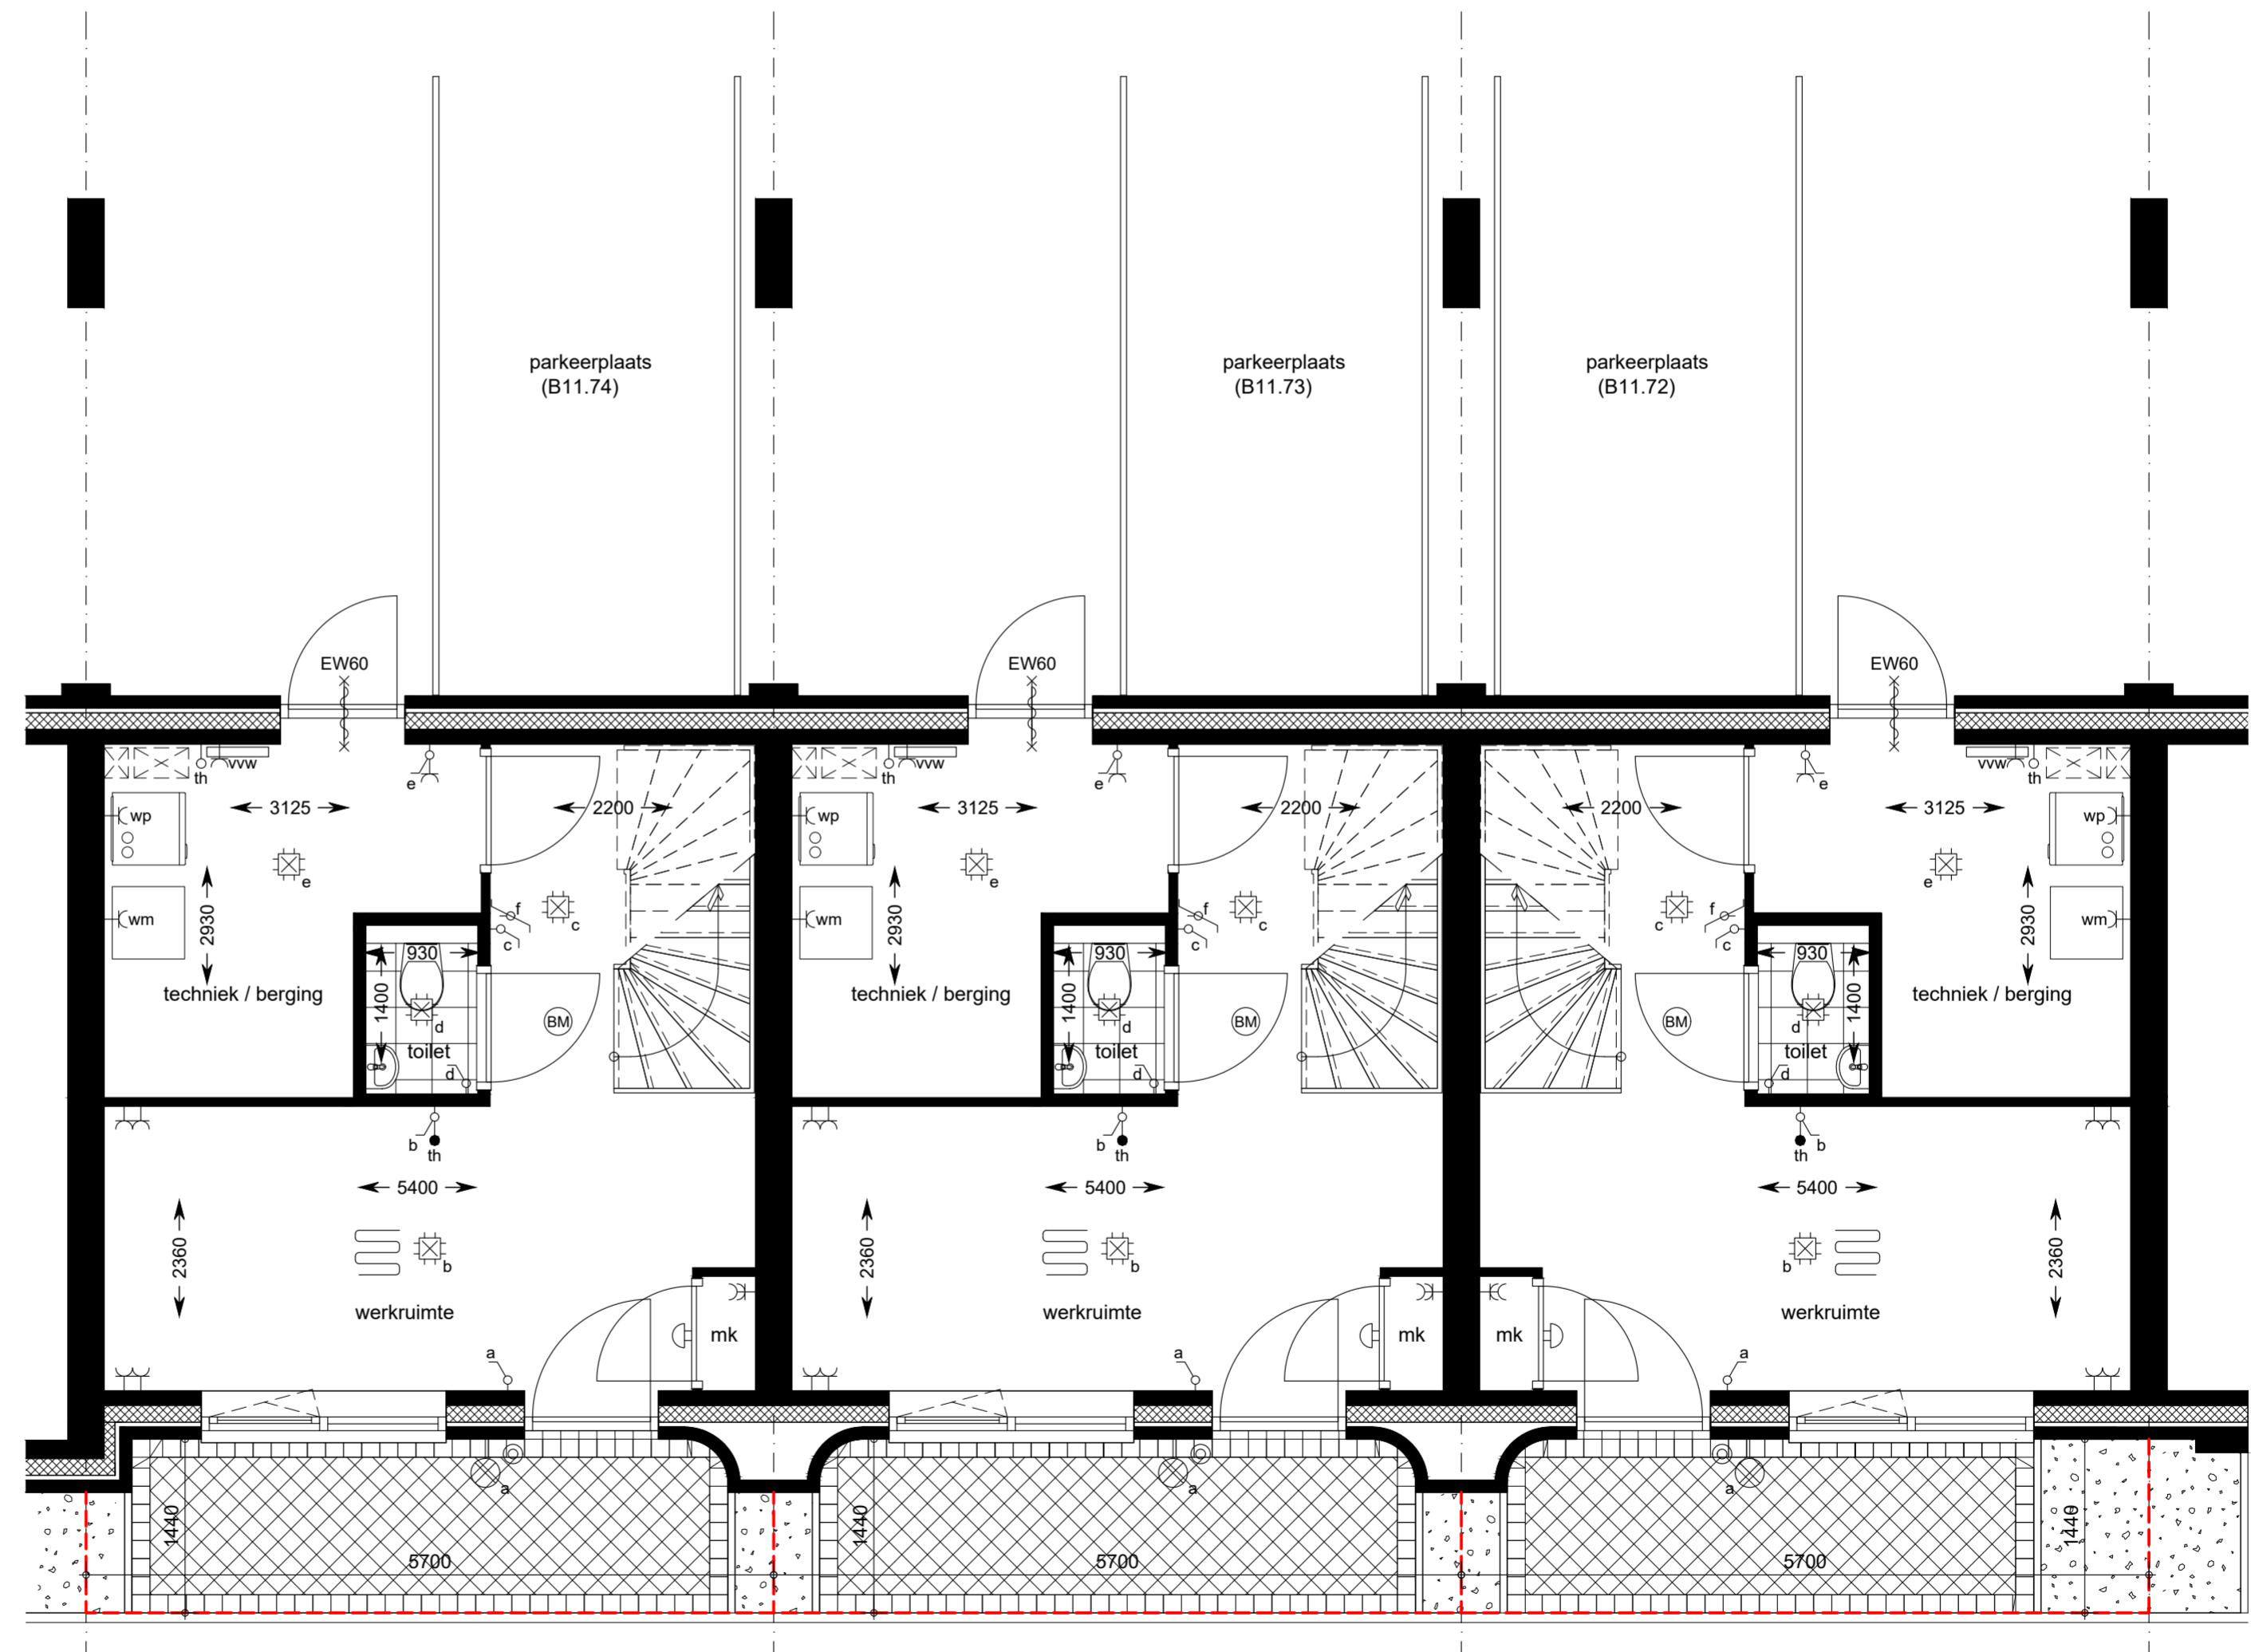 parkeerplaats
(B11.74)
parkeerplaats
(B11.73)
parkeerplaats
(B11.72)
EW60
EW60
EW60
th
vvw
e
th
vvw
e
e
vvw
th
wp
3125
2200
wp
3125
2200
2200
3125
wp
e
e
e
wm
2930
f
c
c
wm
2930
f
c
c
c
f
c
2930
wm
930
930
930
techniek / berging
techniek / berging
techniek / berging
1400
d
BM
1400
d
BM
BM
d
1400
toilet
toilet
toilet
d
d
d
b
th
b
th
th
b
5400
5400
5400
2360
b
2360
b
b
2360
werkruimte
werkruimte
werkruimte
mk
mk
mk
a
a
a
a
a
a
1440
1440
1440
5700
5700
5700